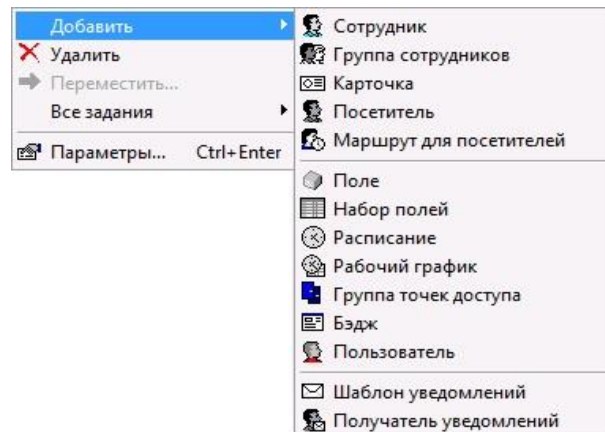 Добавить
Удалить
Переместить...
Все задания
Параметры... Ctrl+Enter
Сотрудник
Группа сотрудников
Карточка
Посетитель
Маршрут для посетителей
Поле
Набор полей
Расписание
Рабочий график
Группа точек доступа
Бэдж
Пользователь
Шаблон уведомлений
Получатель уведомлений